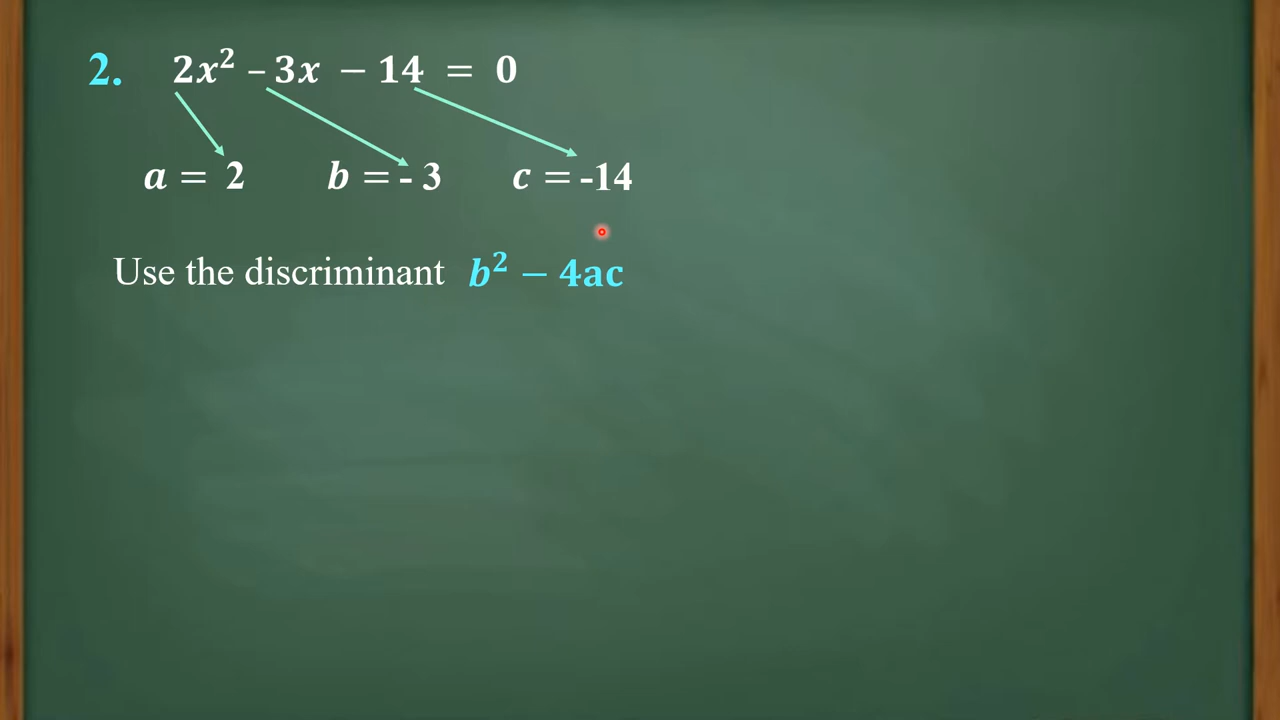 2. 2x² – 3x − 14 = 0
a = 2 b = - 3 c = -14
Use the discriminant b² − 4ac